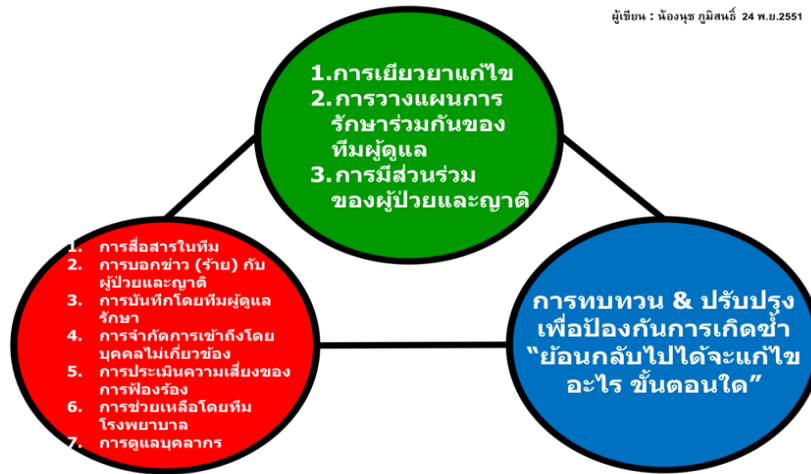 ผู้เขียน : น้องนุช ภูมิสนธิ์ 24 พ.ย.2551
1.การเยียวยาแก้ไข
2.การวางแผนการ
รักษาร่วมกันของ
ทีมผู้ดูแล
3.การมีส่วนร่วม
ของผู้ป่วยและญาติ
1. การสื่อสารในทีม
2. การบอกข่าว (ร้าย) กับ
ผู้ป่วยและญาติ
3. การบันทึกโดยทีมผู้ดูแล
รักษา
4. การจำกัดการเข้าถึงโดย
บุคคลไม่เกี่ยวข้อง
5. การประเมินความเสี่ยงของ
การฟ้องร้อง
6. การช่วยเหลือโดยทีม
โรงพยาบาล
7. การดูแลบุคลากร
การทบทวน & ปรับปรุง
เพื่อป้องกันการเกิดซ้ำ
“ย้อนกลับไปได้จะแก้ไข
อะไร ขั้นตอนใด”